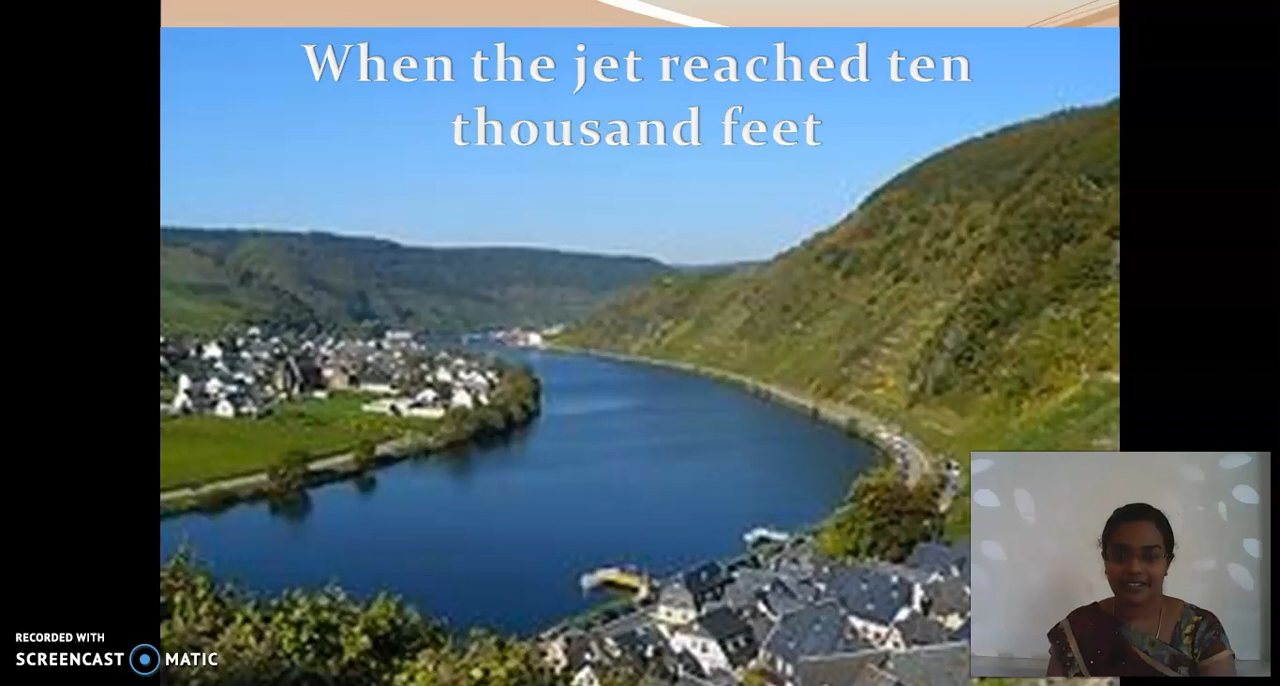 When the jet reached ten
thousand feet
RECORDED WITH
SCREENCAST MATIC